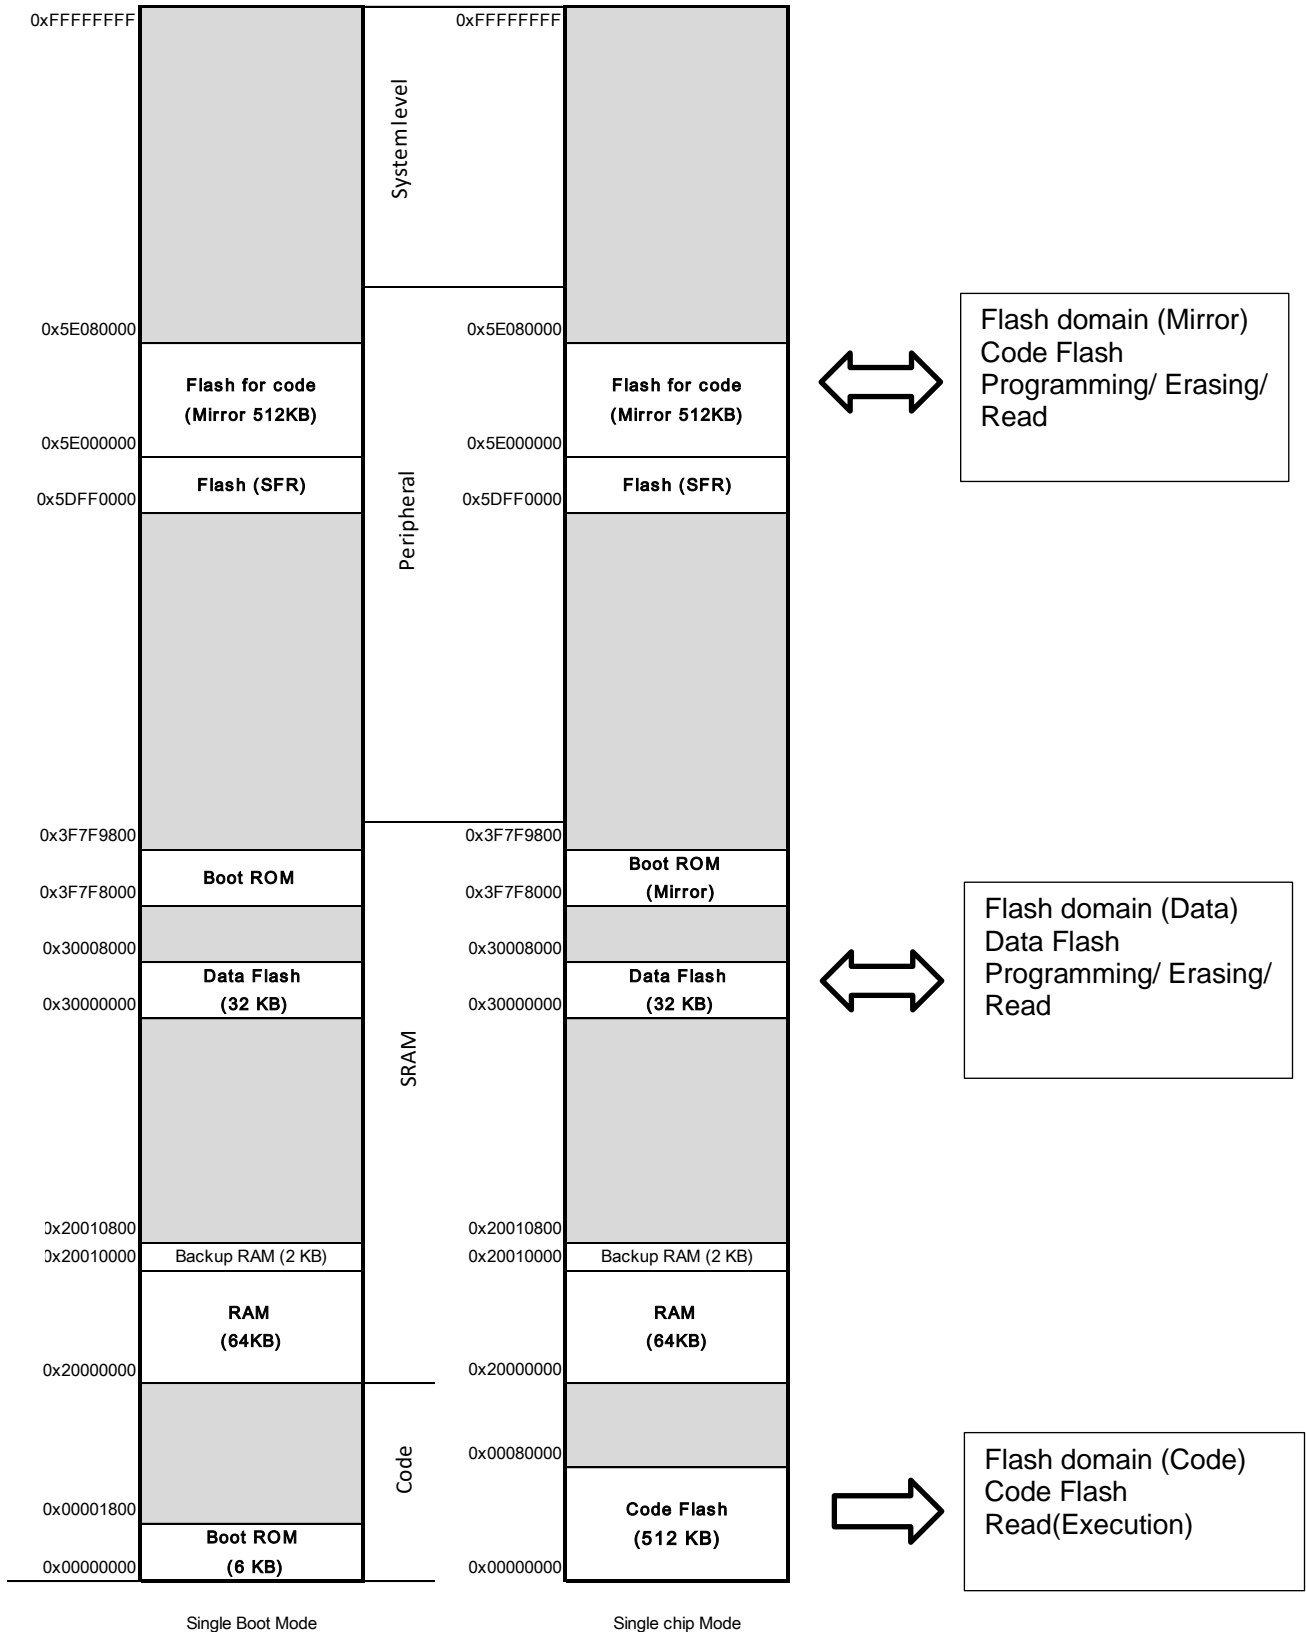 0xFFFFFFFF
0x5E080000
Flash for code
(Mirror 512KB)
0x5E000000
Flash (SFR)
0x5DFF0000
0x3F7F9800
Boot ROM
0x3F7F8000
0x30008000
Data Flash
(32 KB)
0x30000000
0x20010800
0x20010000
Backup RAM (2 KB)
RAM
(64KB)
0x20000000
0x00001800
Boot ROM
(6 KB)
0x00000000
Single Boot Mode
System level
Peripheral
SRAM
Code
0xFFFFFFFF
0x5E080000
Flash for code
(Mirror 512KB)
0x5E000000
Flash (SFR)
0x5DFF0000
0x3F7F9800
Boot ROM
(Mirror)
0x3F7F8000
0x30008000
Data Flash
(32 KB)
0x30000000
0x20010800
0x20010000
Backup RAM (2 KB)
RAM
(64KB)
0x20000000
0x00080000
Code Flash
(512 KB)
0x00000000
Single chip Mode
Flash domain (Mirror)
Code Flash
Programming/ Erasing/
Read
Flash domain (Data)
Data Flash
Programming/ Erasing/
Read
Flash domain (Code)
Code Flash
Read(Execution)